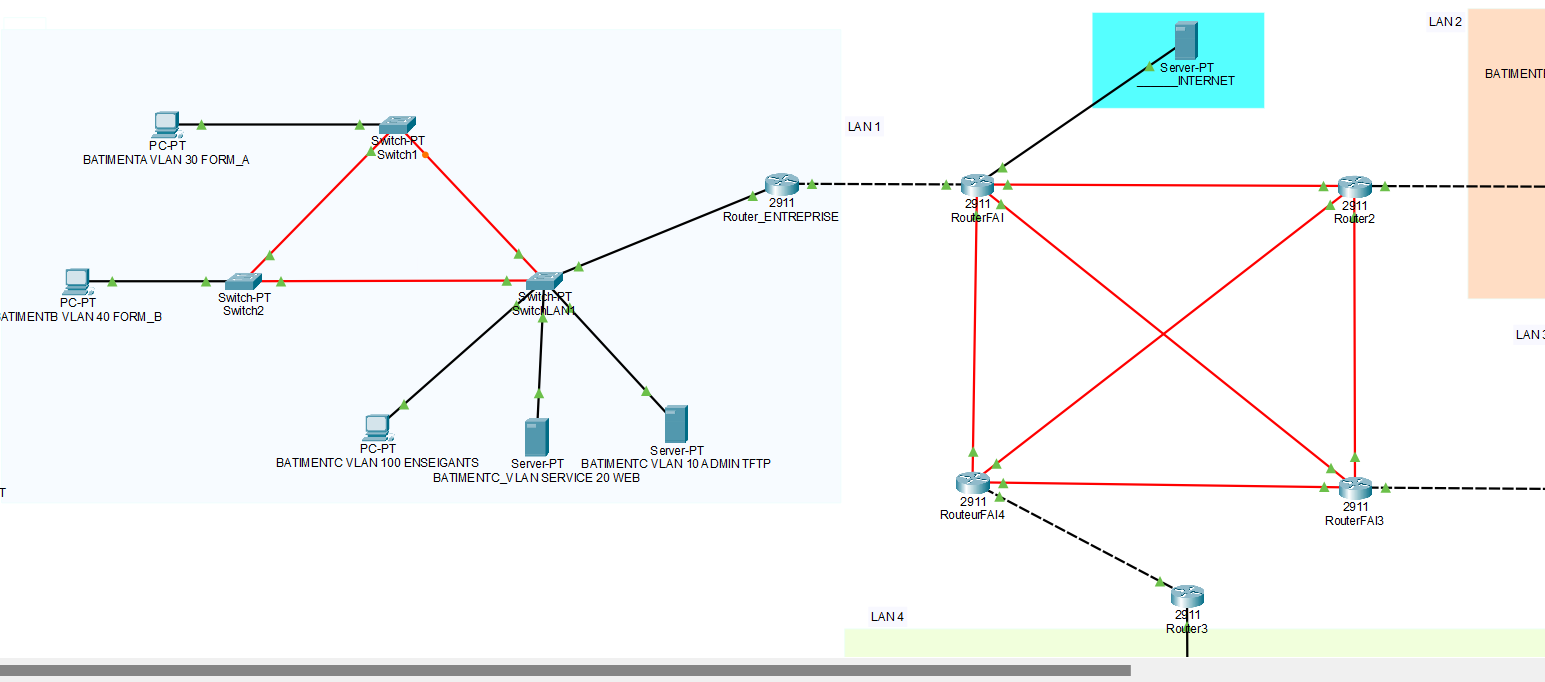 LAN 2
Server-PT
______INTERNET
BATIMENT
LAN 1
PC-PT
BATIMENTA VLAN 30 FORM_A
Switch-PT
Switch1
2911
Router_ENTREPRISE
2911
RouterFAI
2911
Router2
PC-PT
BATIMENTB VLAN 40 FORM_B
Switch-PT
Switch2
Switch-PT
SwitchLAN1
LAN 3
PC-PT
BATIMENTC VLAN 100 ENSEIGANTS
Server-PT
BATIMENTC_VLAN SERVICE 20 WEB
Server-PT
BATIMENTC VLAN 10 ADMIN TFTP
T
2911
RouteurFAI4
2911
RouterFAI3
LAN 4
2911
Router3